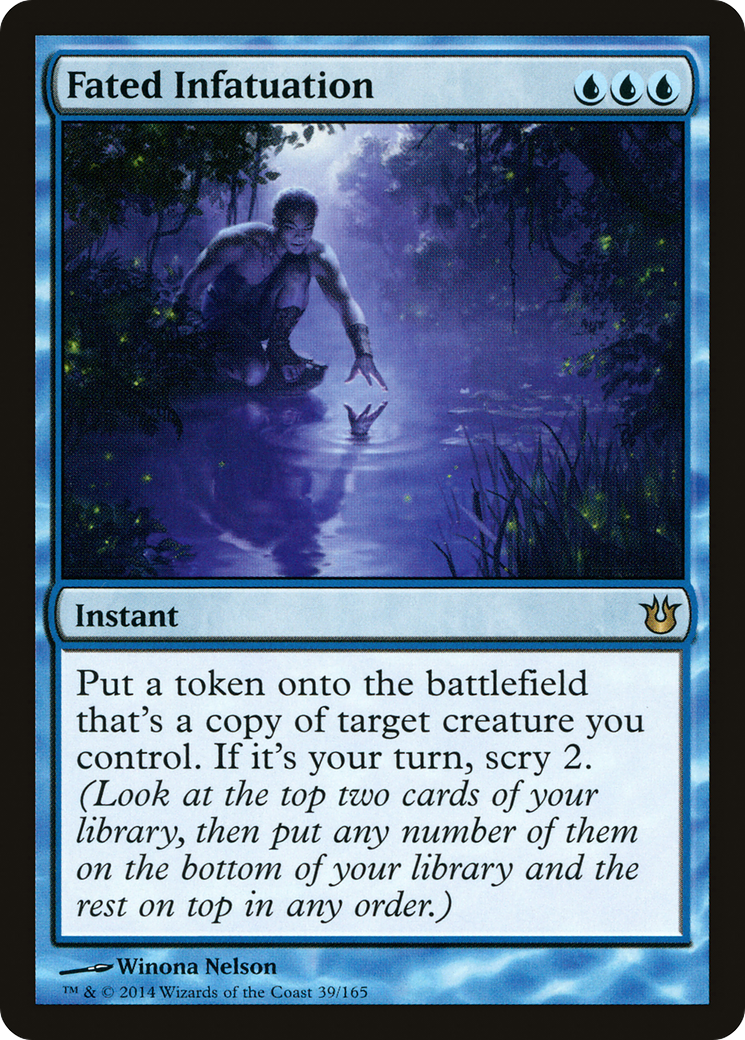 Fated Infatuation
Instant
Put a token onto the battlefield
that's a copy of target creature you
control. If it's your turn, scry 2.
(Look at the top two cards of your
library, then put any number of them
on the bottom of your library and the
rest on top in any order.)
Winona Nelson
™ & © 2014 Wizards of the Coast 39/165